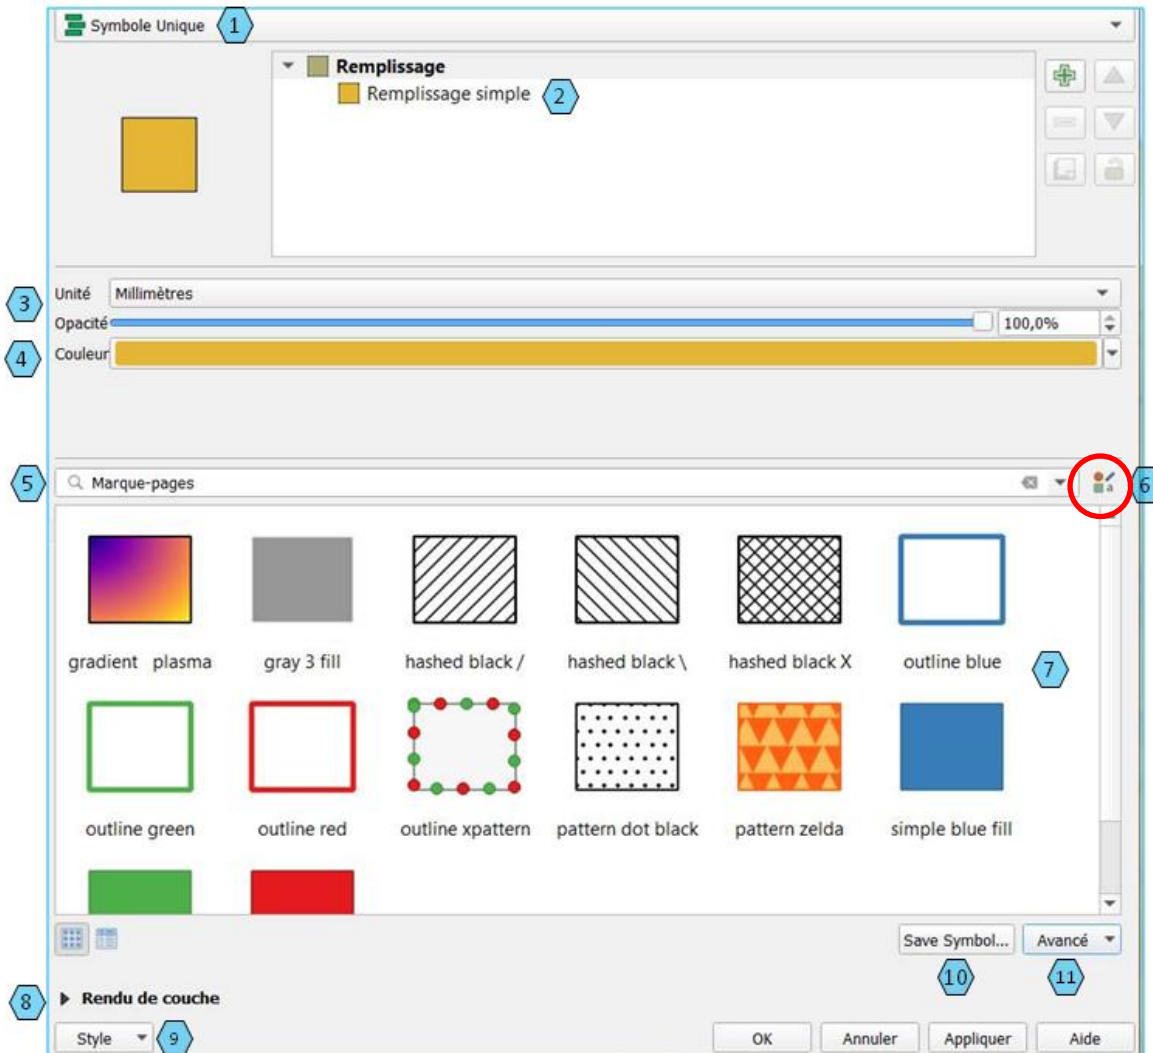 Symbole Unique 1
Remplissage
Remplissage simple 2
3 Unité Millimètres
Opacité 100,0%
4 Couleur
5 Marque-pages a 6
gradient plasma gray 3 fill hashed black / hashed black \ hashed black X outline blue
7
outline green outline red outline xpattern pattern dot black pattern zelda simple blue fill
Save Symbol... Avancé
10 11
8 Rendu de couche
Style 9 OK Annuler Appliquer Aide